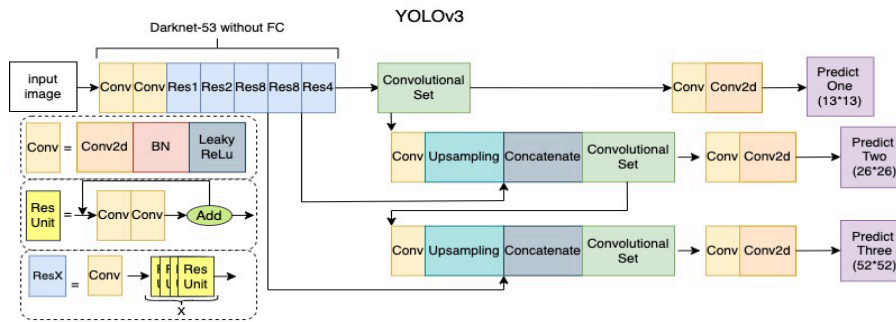 YOLOv3
Darknet-53 without FC
input
image
Conv Conv Res1 Res2 Res8 Res8 Res4
Convolutional
Set
Conv Conv2d
Predict
One
(13*13)
Conv = Conv2d BN Leaky
ReLu
Conv Upsampling Concatenate Convolutional
Set
Conv Conv2d
Predict
Two
(26*26)
Res
Unit = Conv Conv Add
Conv Upsampling Concatenate Convolutional
Set
Conv Conv2d
Predict
Three
(52*52)
ResX = Conv Res
Unit
X